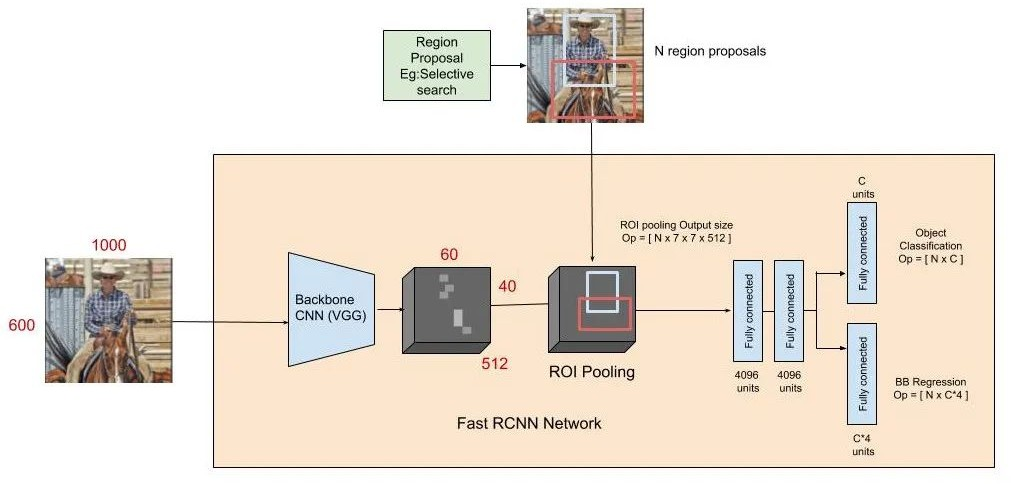 Region
Proposal
Eg:Selective
search
N region proposals
1000
600
Backbone
CNN (VGG)
60
40
512
ROI Pooling
ROI pooling Output size
Op = [ N x 7 x 7 x 512 ]
Fully connected
4096
units
Fully connected
4096
units
C
units
Fully connected
Object
Classification
Op = [ N x C ]
Fully connected
C*4
units
BB Regression
Op = [ N x C*4 ]
Fast RCNN Network